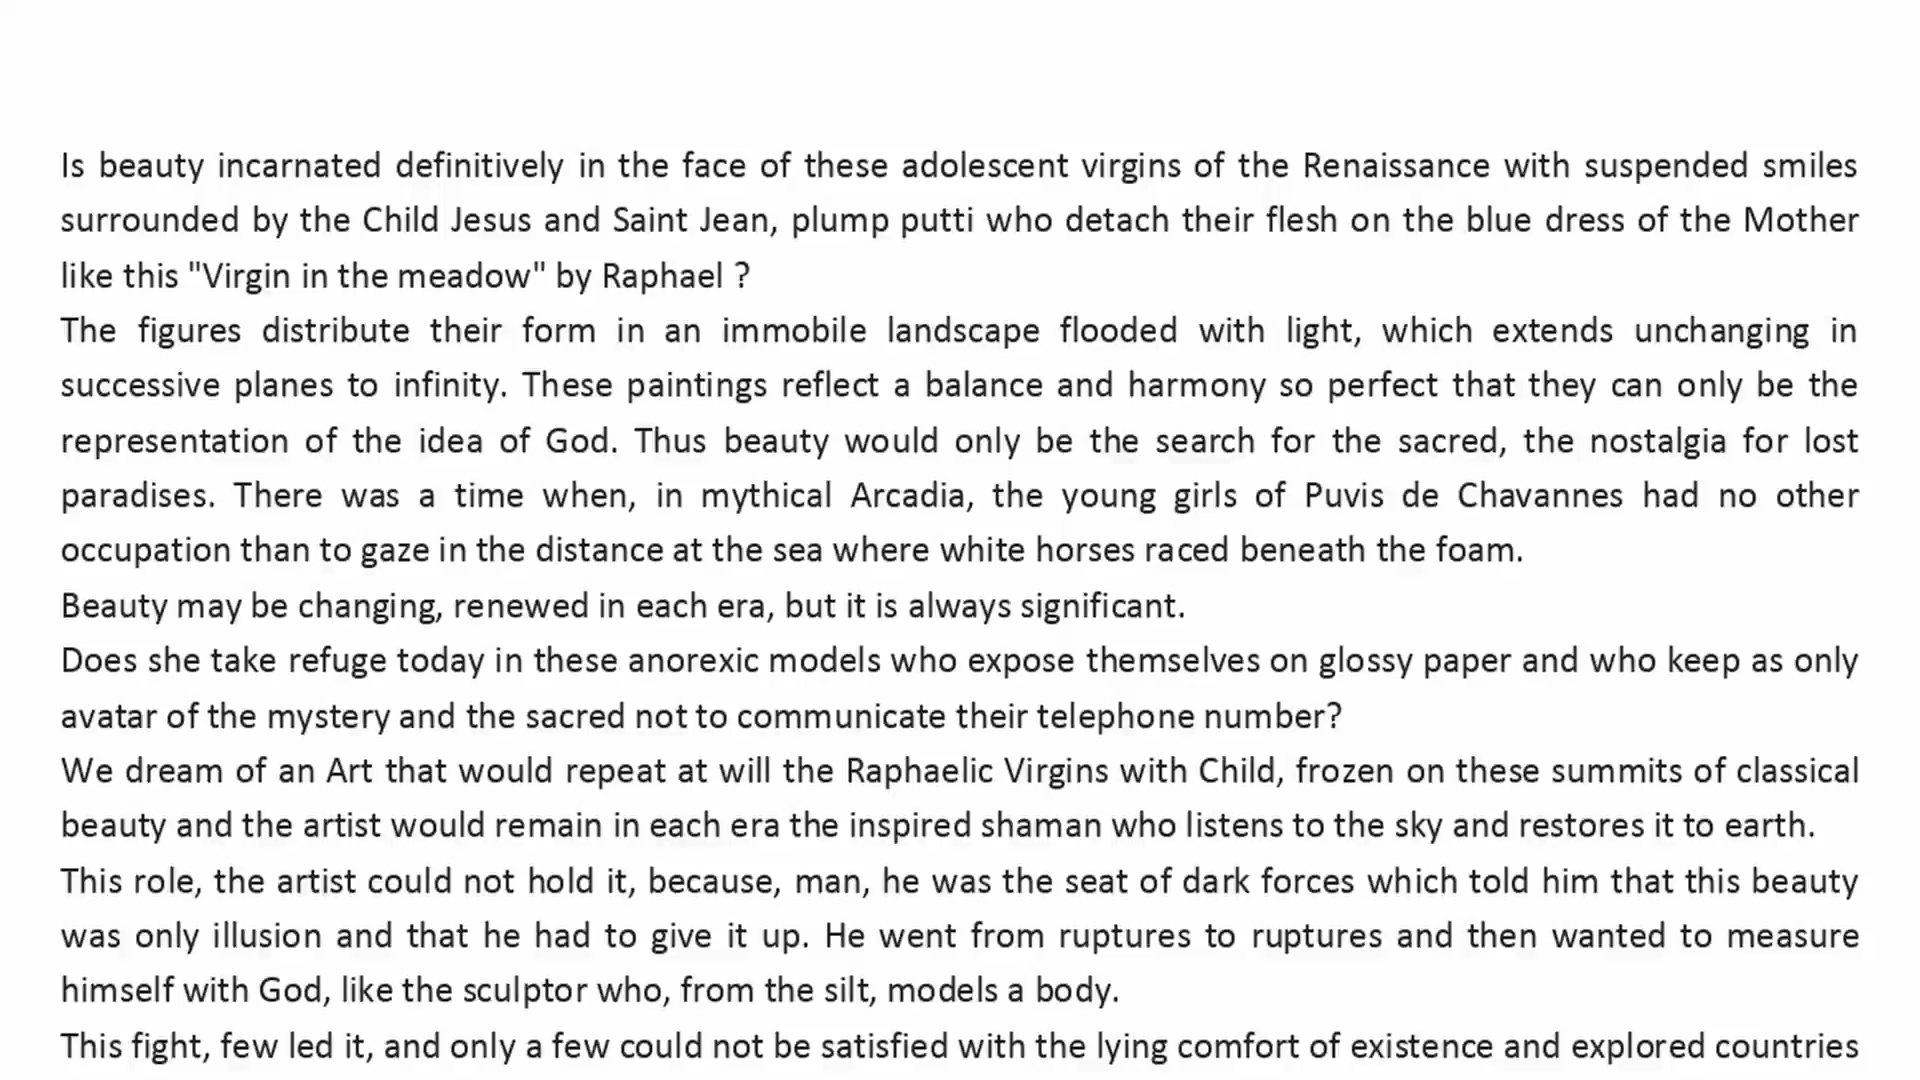 Is beauty incarnated definitively in the face of these adolescent virgins of the Renaissance with suspended smiles
surrounded by the Child Jesus and Saint Jean, plump putti who detach their flesh on the blue dress of the Mother
like this "Virgin in the meadow" by Raphael ?
The figures distribute their form in an immobile landscape flooded with light, which extends unchanging in
successive planes to infinity. These paintings reflect a balance and harmony so perfect that they can only be the
representation of the idea of God. Thus beauty would only be the search for the sacred, the nostalgia for lost
paradises. There was a time when, in mythical Arcadia, the young girls of Puvis de Chavannes had no other
occupation than to gaze in the distance at the sea where white horses raced beneath the foam.
Beauty may be changing, renewed in each era, but it is always significant.
Does she take refuge today in these anorexic models who expose themselves on glossy paper and who keep as only
avatar of the mystery and the sacred not to communicate their telephone number?
We dream of an Art that would repeat at will the Raphaelic Virgins with Child, frozen on these summits of classical
beauty and the artist would remain in each era the inspired shaman who listens to the sky and restores it to earth.
This role, the artist could not hold it, because, man, he was the seat of dark forces which told him that this beauty
was only illusion and that he had to give it up. He went from ruptures to ruptures and then wanted to measure
himself with God, like the sculptor who, from the silt, models a body.
This fight, few led it, and only a few could not be satisfied with the lying comfort of existence and explored countries